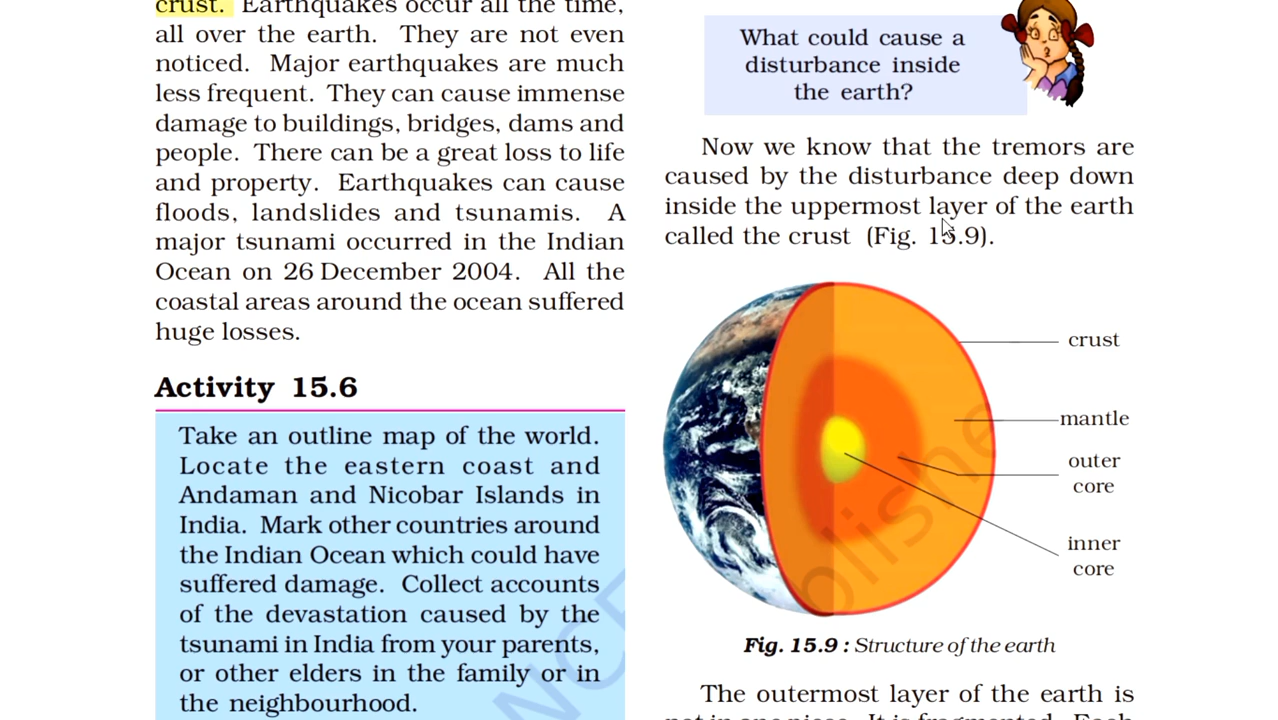 crust. Earthquakes occur all the time,
all over the earth. They are not even
noticed. Major earthquakes are much
less frequent. They can cause immense
damage to buildings, bridges, dams and
people. There can be a great loss to life
and property. Earthquakes can cause
floods, landslides and tsunamis. A
major tsunami occurred in the Indian
Ocean on 26 December 2004. All the
coastal areas around the ocean suffered
huge losses.
Activity 15.6
Take an outline map of the world.
Locate the eastern coast and
Andaman and Nicobar Islands in
India. Mark other countries around
the Indian Ocean which could have
suffered damage. Collect accounts
of the devastation caused by the
tsunami in India from your parents,
or other elders in the family or in
the neighbourhood.
What could cause a
disturbance inside
the earth?
Now we know that the tremors are
caused by the disturbance deep down
inside the uppermost layer of the earth
called the crust (Fig. 15.9).
crust
mantle
outer
core
inner
core
Fig. 15.9 : Structure of the earth
The outermost layer of the earth is
not in one piece. It is fragmented. Each